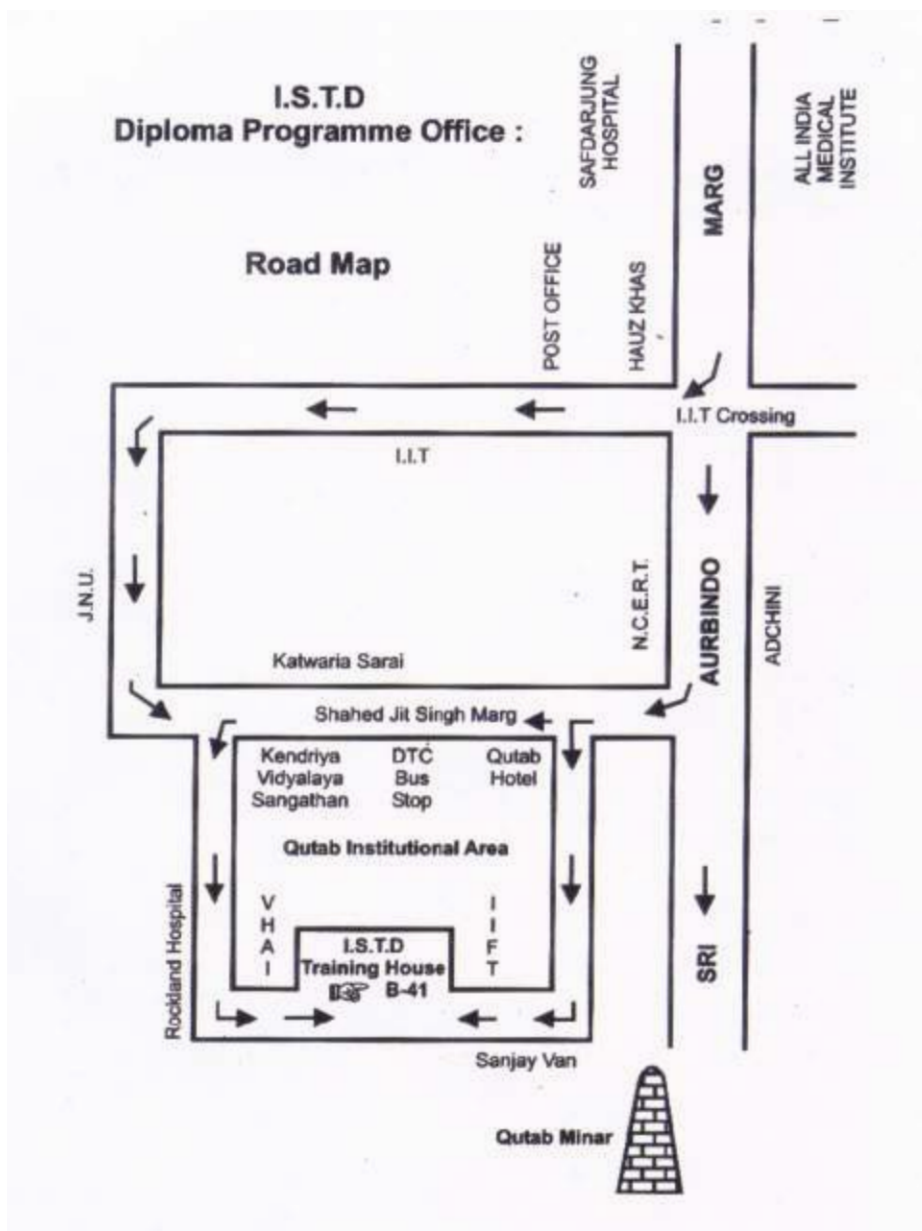 I.S.T.D
Diploma Programme Office :
Road Map
SAFDARJUNG
HOSPITAL
ALL INDIA
MEDICAL
INSTITUTE
MARG
POST OFFICE
HAUZ KHAS
I.I.T Crossing
I.I.T
J.N.U.
N.C.E.R.T.
AURBINDO
ADCHINI
Katwaria Sarai
Shahed Jit Singh Marg
Kendriya
Vidyalaya
Sangathan
DTC
Bus
Stop
Qutab
Hotel
Qutab Institutional Area
Rockland Hospital
VHAI
IIFT
I.S.T.D
Training House
B-41
SRI
Sanjay Van
Qutab Minar